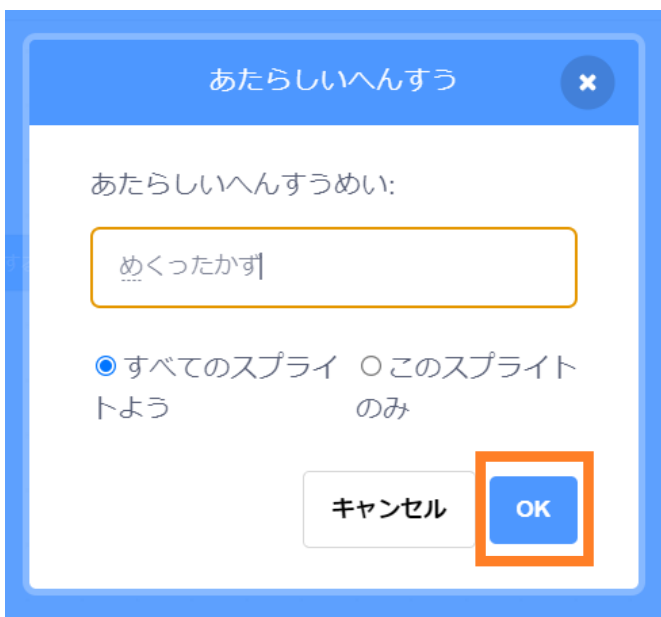 あたらしいへんすう
あたらしいへんすうめい:
めくったかず
すべてのスプライ
トよう
このスプライト
のみ
キャンセル
OK